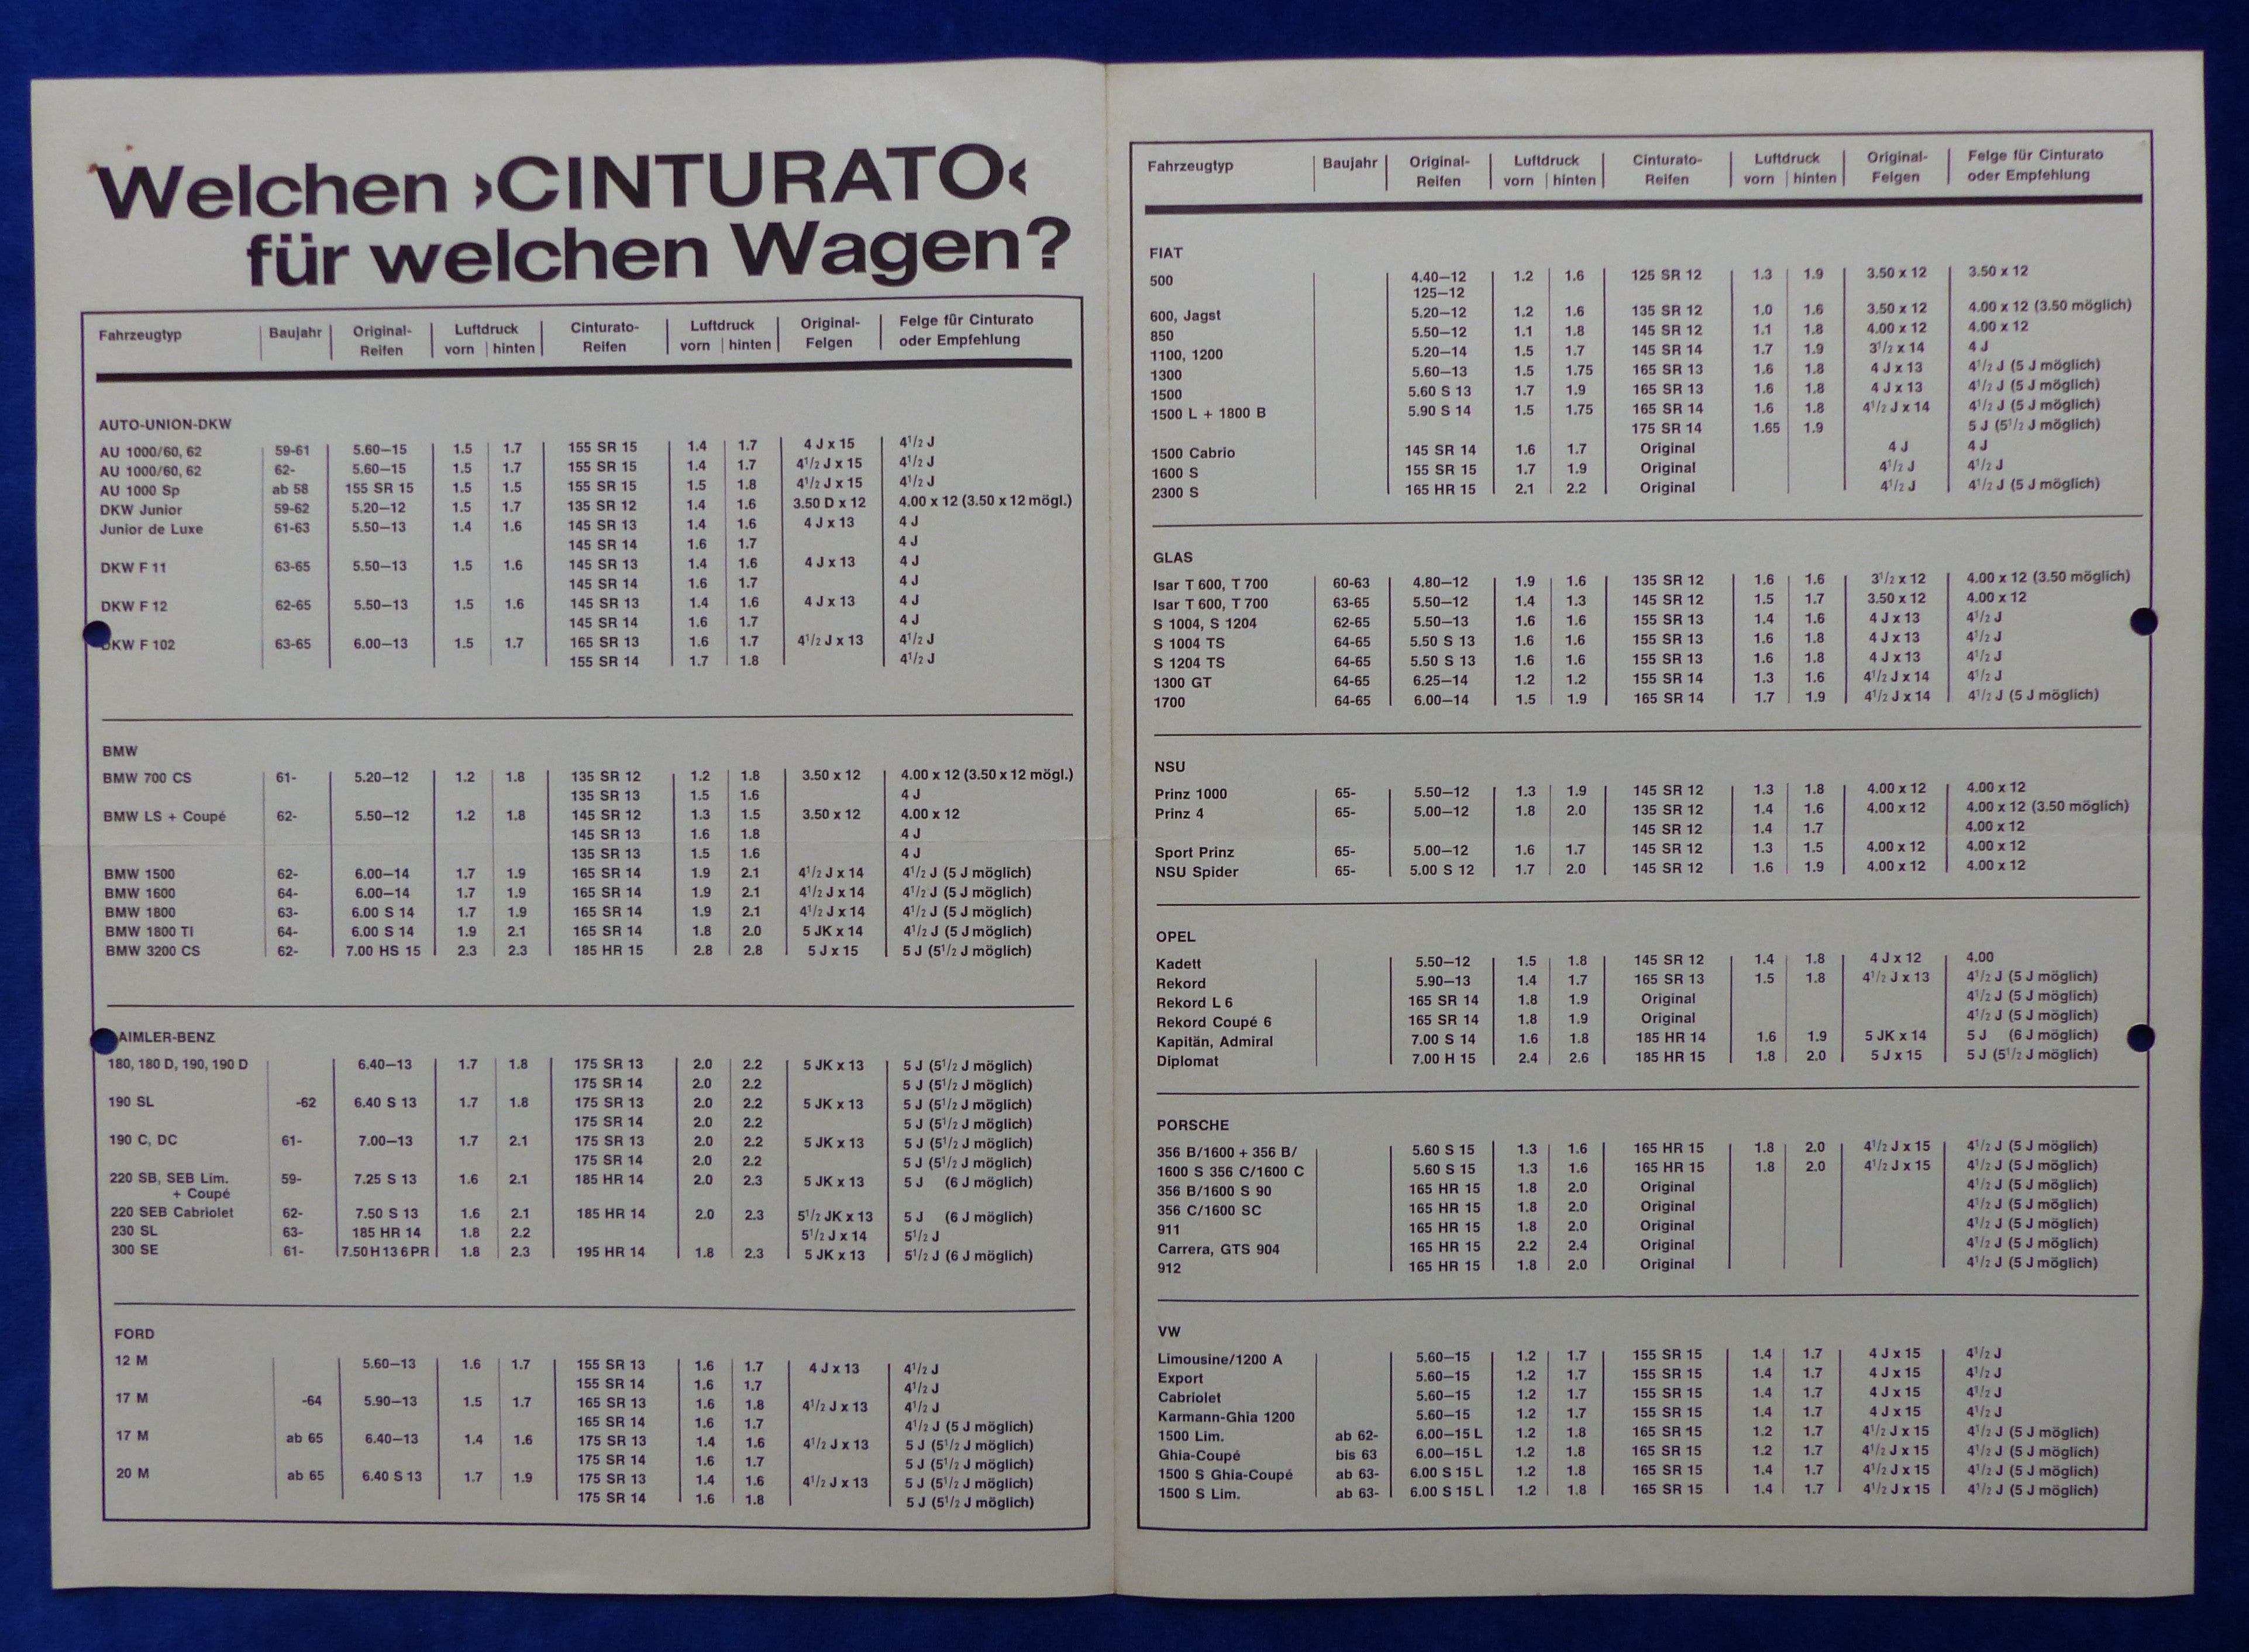 Welchen ›CINTURATO‹
für welchen Wagen?
Fahrzeugtyp Baujahr Original-Reifen Luftdruck vorn hinten Cinturato-Reifen Luftdruck vorn hinten Original-Felgen Felge für Cinturato oder Empfehlung
AUTO-UNION-DKW
AU 1000/60, 62 59-61 5.60—15 1.5 1.7 155 SR 15 1.4 1.7 4 J x 15 4¹/₂ J
AU 1000/60, 62 62- 5.60—15 1.5 1.7 155 SR 15 1.4 1.7 4¹/₂ J x 15 4¹/₂ J
AU 1000 Sp ab 58 155 SR 15 1.5 1.5 155 SR 15 1.5 1.8 4¹/₂ J x 15 4¹/₂ J
DKW Junior 59-62 5.20—12 1.5 1.7 135 SR 12 1.4 1.6 3.50 D x 12 4.00 x 12 (3.50 x 12 mögl.)
Junior de Luxe 61-63 5.50—13 1.4 1.6 145 SR 13 1.4 1.6 4 J x 13 4 J
145 SR 14 1.6 1.7 4 J
DKW F 11 63-65 5.50—13 1.5 1.6 145 SR 13 1.4 1.6 4 J x 13 4 J
145 SR 14 1.6 1.7 4 J
DKW F 12 62-65 5.50—13 1.5 1.6 145 SR 13 1.4 1.6 4 J x 13 4 J
145 SR 14 1.6 1.7 4 J
DKW F 102 63-65 6.00—13 1.5 1.7 165 SR 13 1.6 1.7 4¹/₂ J x 13 4¹/₂ J
155 SR 14 1.7 1.8 4¹/₂ J
BMW
BMW 700 CS 61- 5.20—12 1.2 1.8 135 SR 12 1.2 1.8 3.50 x 12 4.00 x 12 (3.50 x 12 mögl.)
135 SR 13 1.5 1.6 4 J
BMW LS + Coupé 62- 5.50—12 1.2 1.8 145 SR 12 1.3 1.5 3.50 x 12 4.00 x 12
145 SR 13 1.6 1.8 4 J
135 SR 13 1.5 1.6 4 J
BMW 1500 62- 6.00—14 1.7 1.9 165 SR 14 1.9 2.1 4¹/₂ J x 14 4¹/₂ J (5 J möglich)
BMW 1600 64- 6.00—14 1.7 1.9 165 SR 14 1.9 2.1 4¹/₂ J x 14 4¹/₂ J (5 J möglich)
BMW 1800 63- 6.00 S 14 1.7 1.9 165 SR 14 1.9 2.1 4¹/₂ J x 14 4¹/₂ J (5 J möglich)
BMW 1800 TI 64- 6.00 S 14 1.9 2.1 165 SR 14 1.8 2.0 5 JK x 14 4¹/₂ J (5 J möglich)
BMW 3200 CS 62- 7.00 HS 15 2.3 2.3 185 HR 15 2.8 2.8 5 J x 15 5 J (5¹/₂ J möglich)
AIMLER-BENZ
180, 180 D, 190, 190 D 6.40—13 1.7 1.8 175 SR 13 2.0 2.2 5 JK x 13 5 J (5¹/₂ J möglich)
175 SR 14 2.0 2.2 5 J (5¹/₂ J möglich)
190 SL -62 6.40 S 13 1.7 1.8 175 SR 13 2.0 2.2 5 JK x 13 5 J (5¹/₂ J möglich)
175 SR 14 2.0 2.2 5 J (5¹/₂ J möglich)
190 C, DC 61- 7.00—13 1.7 2.1 175 SR 13 2.0 2.2 5 JK x 13 5 J (5¹/₂ J möglich)
175 SR 14 2.0 2.2 5 J (5¹/₂ J möglich)
220 SB, SEB Lim. 59- 7.25 S 13 1.6 2.1 185 HR 14 2.0 2.3 5 JK x 13 5 J (6 J möglich)
+ Coupé
220 SEB Cabriolet 62- 7.50 S 13 1.6 2.1 185 HR 14 2.0 2.3 5¹/₂ JK x 13 5 J (6 J möglich)
230 SL 63- 185 HR 14 1.8 2.2 5¹/₂ J x 14 5¹/₂ J
300 SE 61- 7.50 H 13 6 PR 1.8 2.3 195 HR 14 1.8 2.3 5 JK x 13 5¹/₂ J (6 J möglich)
FORD
12 M 5.60—13 1.6 1.7 155 SR 13 1.6 1.7 4 J x 13 4¹/₂ J
155 SR 14 1.6 1.7 4¹/₂ J
17 M -64 5.90—13 1.5 1.7 165 SR 13 1.6 1.8 4¹/₂ J x 13 4¹/₂ J
165 SR 14 1.6 1.7 4¹/₂ J (5 J möglich)
17 M ab 65 6.40—13 1.4 1.6 175 SR 13 1.4 1.6 4¹/₂ J x 13 5 J (5¹/₂ J möglich)
175 SR 14 1.6 1.7 5 J (5¹/₂ J möglich)
20 M ab 65 6.40 S 13 1.7 1.9 175 SR 13 1.4 1.6 4¹/₂ J x 13 5 J (5¹/₂ J möglich)
175 SR 14 1.6 1.8 5 J (5¹/₂ J möglich)
Fahrzeugtyp Baujahr Original-Reifen Luftdruck vorn hinten Cinturato-Reifen Luftdruck vorn hinten Original-Felgen Felge für Cinturato oder Empfehlung
FIAT
500 4.40—12 1.2 1.6 125 SR 12 1.3 1.9 3.50 x 12 3.50 x 12
125—12
600, Jagst 5.20—12 1.2 1.6 135 SR 12 1.0 1.6 3.50 x 12 4.00 x 12 (3.50 möglich)
850 5.50—12 1.1 1.8 145 SR 12 1.1 1.8 4.00 x 12 4.00 x 12
1100, 1200 5.20—14 1.5 1.7 145 SR 14 1.7 1.9 3¹/₂ x 14 4 J
1300 5.60—13 1.5 1.75 165 SR 13 1.6 1.8 4 J x 13 4¹/₂ J (5 J möglich)
1500 5.60 S 13 1.7 1.9 165 SR 13 1.6 1.8 4 J x 13 4¹/₂ J (5 J möglich)
1500 L + 1800 B 5.90 S 14 1.5 1.75 165 SR 14 1.6 1.8 4¹/₂ J x 14 4¹/₂ J (5 J möglich)
175 SR 14 1.65 1.9 5 J (5¹/₂ J möglich)
1500 Cabrio 145 SR 14 1.6 1.7 Original 4 J 4 J
1600 S 155 SR 15 1.7 1.9 Original 4¹/₂ J 4¹/₂ J
2300 S 165 HR 15 2.1 2.2 Original 4¹/₂ J 4¹/₂ J (5 J möglich)
GLAS
Isar T 600, T 700 60-63 4.80—12 1.9 1.6 135 SR 12 1.6 1.6 3¹/₂ x 12 4.00 x 12 (3.50 möglich)
Isar T 600, T 700 63-65 5.50—12 1.4 1.3 145 SR 12 1.5 1.7 3.50 x 12 4.00 x 12
S 1004, S 1204 62-65 5.50—13 1.6 1.6 155 SR 13 1.4 1.6 4 J x 13 4¹/₂ J
S 1004 TS 64-65 5.50 S 13 1.6 1.6 155 SR 13 1.6 1.8 4 J x 13 4¹/₂ J
S 1204 TS 64-65 5.50 S 13 1.6 1.6 155 SR 13 1.6 1.8 4 J x 13 4¹/₂ J
1300 GT 64-65 6.25—14 1.2 1.2 155 SR 14 1.3 1.6 4¹/₂ J x 14 4¹/₂ J
1700 64-65 6.00—14 1.5 1.9 165 SR 14 1.7 1.9 4¹/₂ J x 14 4¹/₂ J (5 J möglich)
NSU
Prinz 1000 65- 5.50—12 1.3 1.9 145 SR 12 1.3 1.8 4.00 x 12 4.00 x 12
Prinz 4 65- 5.00—12 1.8 2.0 135 SR 12 1.4 1.6 4.00 x 12 4.00 x 12 (3.50 möglich)
145 SR 12 1.4 1.7 4.00 x 12
Sport Prinz 65- 5.00—12 1.6 1.7 145 SR 12 1.3 1.5 4.00 x 12 4.00 x 12
NSU Spider 65- 5.00 S 12 1.7 2.0 145 SR 12 1.6 1.9 4.00 x 12 4.00 x 12
OPEL
Kadett 5.50—12 1.5 1.8 145 SR 12 1.4 1.8 4 J x 12 4.00
Rekord 5.90—13 1.4 1.7 165 SR 13 1.5 1.8 4¹/₂ J x 13 4¹/₂ J (5 J möglich)
Rekord L 6 165 SR 14 1.8 1.9 Original 4¹/₂ J (5 J möglich)
Rekord Coupé 6 165 SR 14 1.8 1.9 Original 4¹/₂ J (5 J möglich)
Kapitän, Admiral 7.00 S 14 1.6 1.8 185 HR 14 1.6 1.9 5 JK x 14 5 J (6 J möglich)
Diplomat 7.00 H 15 2.4 2.6 185 HR 15 1.8 2.0 5 J x 15 5 J (5¹/₂ J möglich)
PORSCHE
356 B/1600 + 356 B/ 5.60 S 15 1.3 1.6 165 HR 15 1.8 2.0 4¹/₂ J x 15 4¹/₂ J (5 J möglich)
1600 S 356 C/1600 C 5.60 S 15 1.3 1.6 165 HR 15 1.8 2.0 4¹/₂ J x 15 4¹/₂ J (5 J möglich)
356 B/1600 S 90 165 HR 15 1.8 2.0 Original 4¹/₂ J (5 J möglich)
356 C/1600 SC 165 HR 15 1.8 2.0 Original 4¹/₂ J (5 J möglich)
911 165 HR 15 1.8 2.0 Original 4¹/₂ J (5 J möglich)
Carrera, GTS 904 165 HR 15 2.2 2.4 Original 4¹/₂ J (5 J möglich)
912 165 HR 15 1.8 2.0 Original 4¹/₂ J (5 J möglich)
VW
Limousine/1200 A 5.60—15 1.2 1.7 155 SR 15 1.4 1.7 4 J x 15 4¹/₂ J
Export 5.60—15 1.2 1.7 155 SR 15 1.4 1.7 4 J x 15 4¹/₂ J
Cabriolet 5.60—15 1.2 1.7 155 SR 15 1.4 1.7 4 J x 15 4¹/₂ J
Karmann-Ghia 1200 5.60—15 1.2 1.7 155 SR 15 1.4 1.7 4 J x 15 4¹/₂ J
1500 Lim. ab 62- 6.00—15 L 1.2 1.8 165 SR 15 1.2 1.7 4¹/₂ J x 15 4¹/₂ J (5 J möglich)
Ghia-Coupé bis 63 6.00—15 L 1.2 1.8 165 SR 15 1.2 1.7 4¹/₂ J x 15 4¹/₂ J (5 J möglich)
1500 S Ghia-Coupé ab 63- 6.00 S 15 L 1.2 1.8 165 SR 15 1.4 1.7 4¹/₂ J x 15 4¹/₂ J (5 J möglich)
1500 S Lim. ab 63- 6.00 S 15 L 1.2 1.8 165 SR 15 1.4 1.7 4¹/₂ J x 15 4¹/₂ J (5 J möglich)